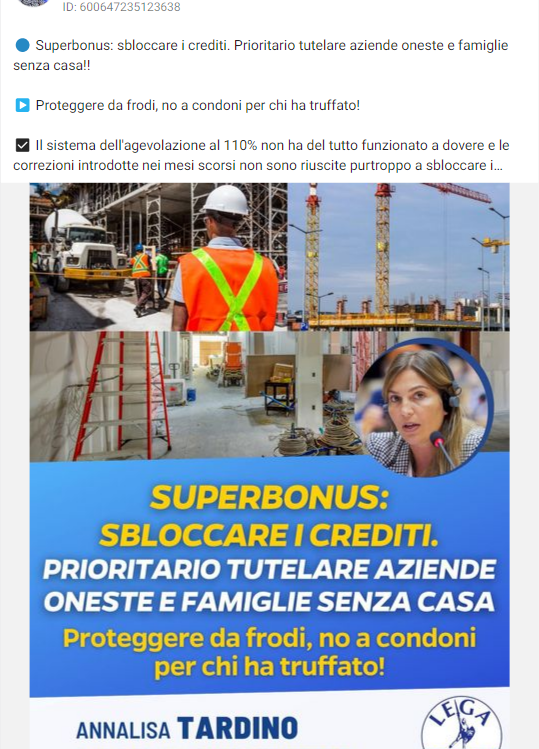 ID: 600647235123638
Superbonus: sbloccare i crediti. Prioritario tutelare aziende oneste e famiglie
senza casa!!
Proteggere da frodi, no a condoni per chi ha truffato!
Il sistema dell'agevolazione al 110% non ha del tutto funzionato a dovere e le
correzioni introdotte nei mesi scorsi non sono riuscite purtroppo a sbloccare i...
SUPERBONUS:
SBLOCCARE I CREDITI.
PRIORITARIO TUTELARE AZIENDE
ONESTE E FAMIGLIE SENZA CASA
Proteggere da frodi, no a condoni
per chi ha truffato!
ANNALISA TARDINO
LEGA